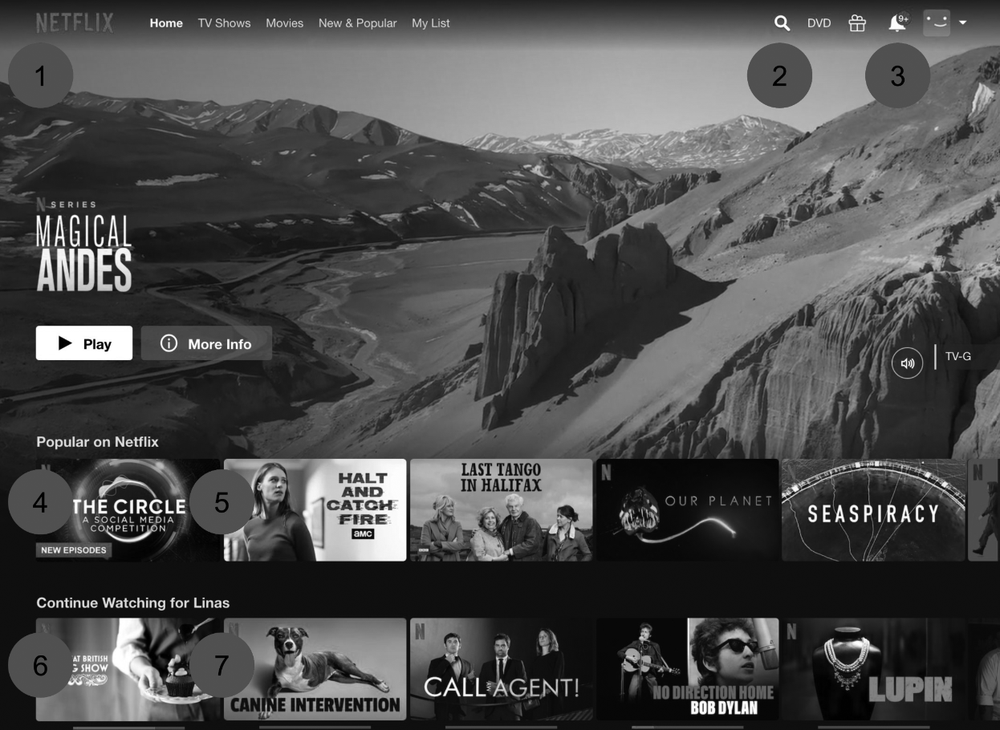 NETFLIX Home TV Shows Movies New & Popular My List DVD 9+
1 2 3
N SERIES
MAGICAL
ANDES
Play More Info
TV-G
Popular on Netflix
4 5
N
THE CIRCLE
A SOCIAL MEDIA
COMPETITION
NEW EPISODES
HALT
AND
CATCH
FIRE
amc
LAST TANGO
IN HALIFAX
BBC
N
OUR PLANET
SEASPIRACY
N
Continue Watching for Linas
6 7
AT BRITISH
G SHOW
N
CANINE INTERVENTION
N
CALL MY AGENT!
NO DIRECTION HOME
BOB DYLAN
N
LUPIN